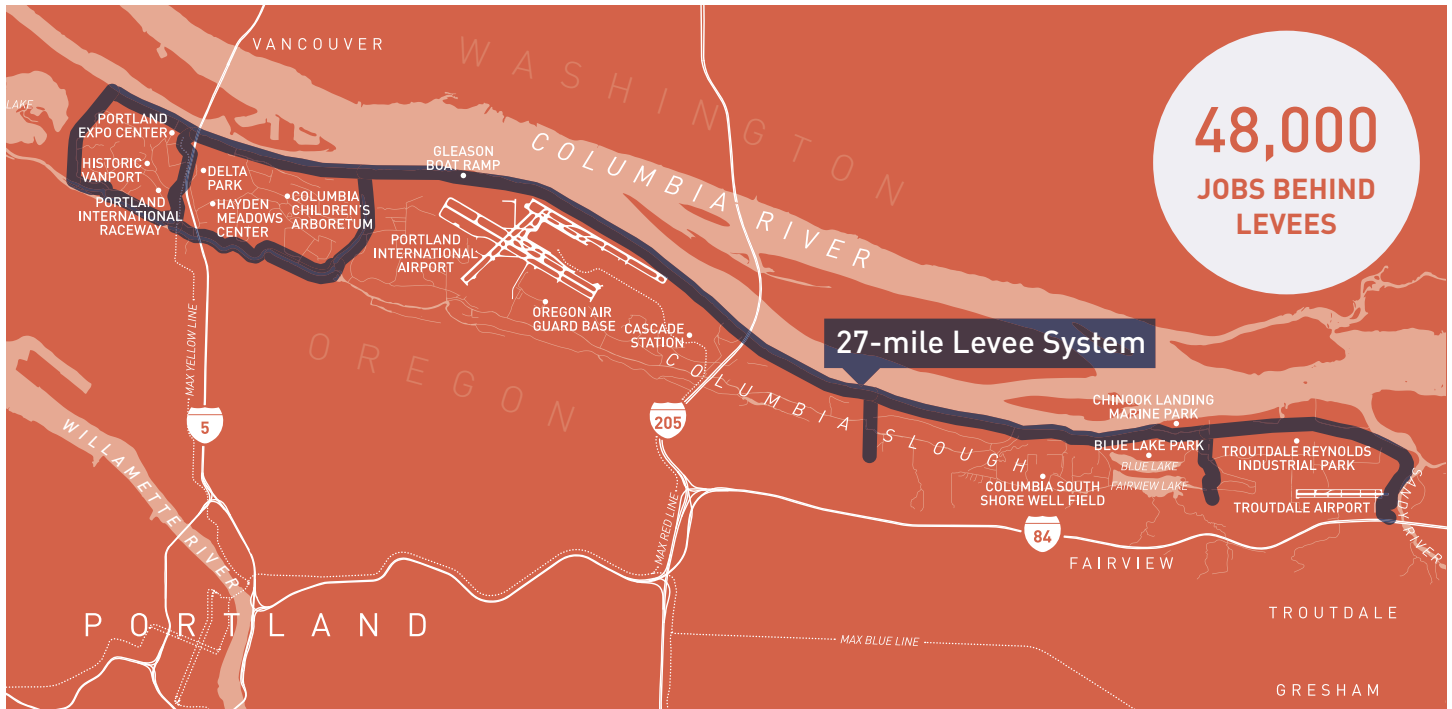 VANCOUVER
WASHINGTON
LAKE
PORTLAND
EXPO CENTER
HISTORIC
VANPORT
PORTLAND
INTERNATIONAL
RACEWAY
DELTA
PARK
HAYDEN
MEADOWS
CENTER
COLUMBIA
CHILDREN'S
ARBORETUM
GLEASON
BOAT RAMP
COLUMBIA RIVER
PORTLAND
INTERNATIONAL
AIRPORT
OREGON AIR
GUARD BASE
CASCADE
STATION
48,000
JOBS BEHIND
LEVEES
27-mile Levee System
OREGON
COLUMBIA SLOUGH
MAX YELLOW LINE
5
205
WILLAMETTE RIVER
CHINOOK LANDING
MARINE PARK
BLUE LAKE PARK
BLUE LAKE
FAIRVIEW LAKE
TROUTDALE REYNOLDS
INDUSTRIAL PARK
COLUMBIA SOUTH
SHORE WELL FIELD
TROUTDALE AIRPORT
SANDY RIVER
MAX RED LINE
84
FAIRVIEW
PORTLAND
TROUTDALE
MAX BLUE LINE
GRESHAM